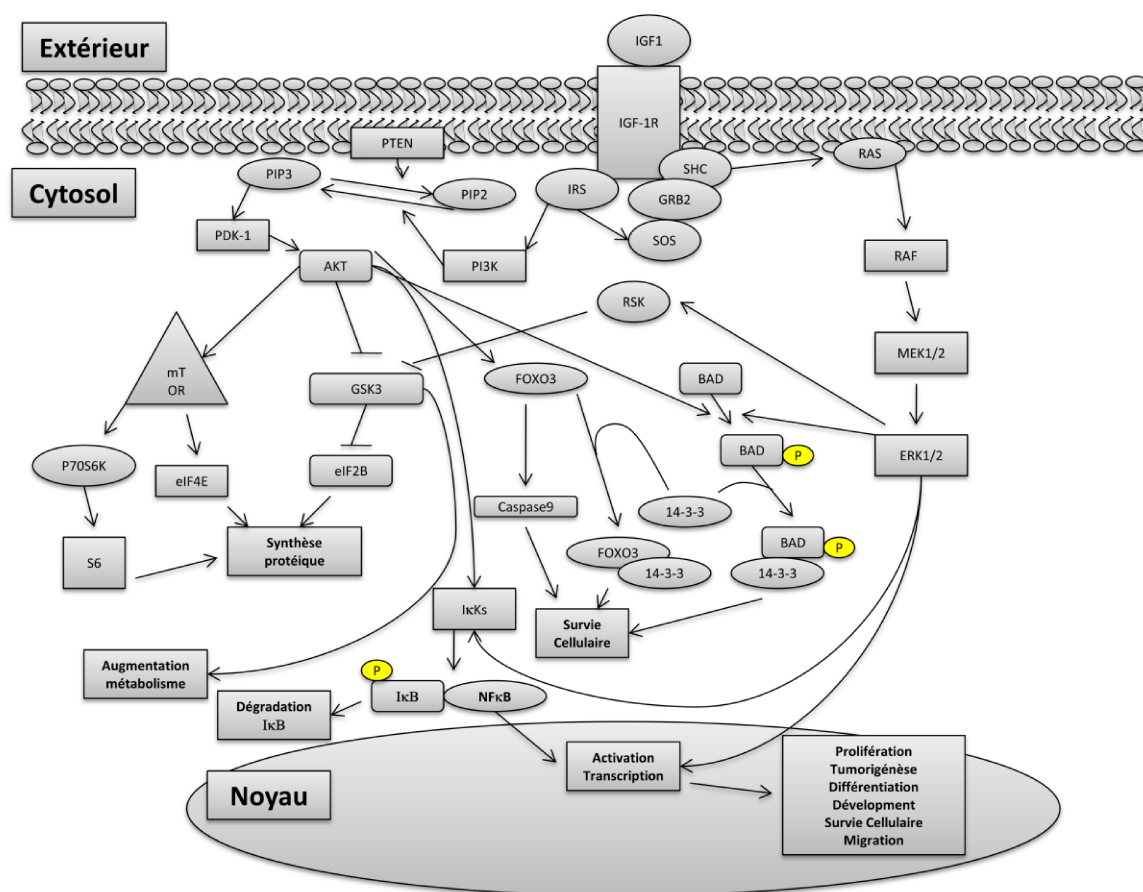 IGF1
Extérieur
IGF-1R
PTEN
RAS
SHC
PIP3
IRS
Cytosol
PIP2
GRB2
PDK-1
SOS
AKT
PI3K
RAF
RSK
MEK1/2
mT
OR
GSK3
FOXO3
BAD
BAD
P
ERK1/2
P70S6K
eIF4E
eIF2B
Caspase9
14-3-3
BAD
P
S6
Synthèse
protéique
FOXO3
14-3-3
14-3-3
IκKs
Survie
Cellulaire
Augmentation
métabolisme
P
IκB
NFκB
Dégradation
IκB
Activation
Transcription
Prolifération
Tumorigénèse
Différentiation
Dévelopment
Survie Cellulaire
Migration
Noyau